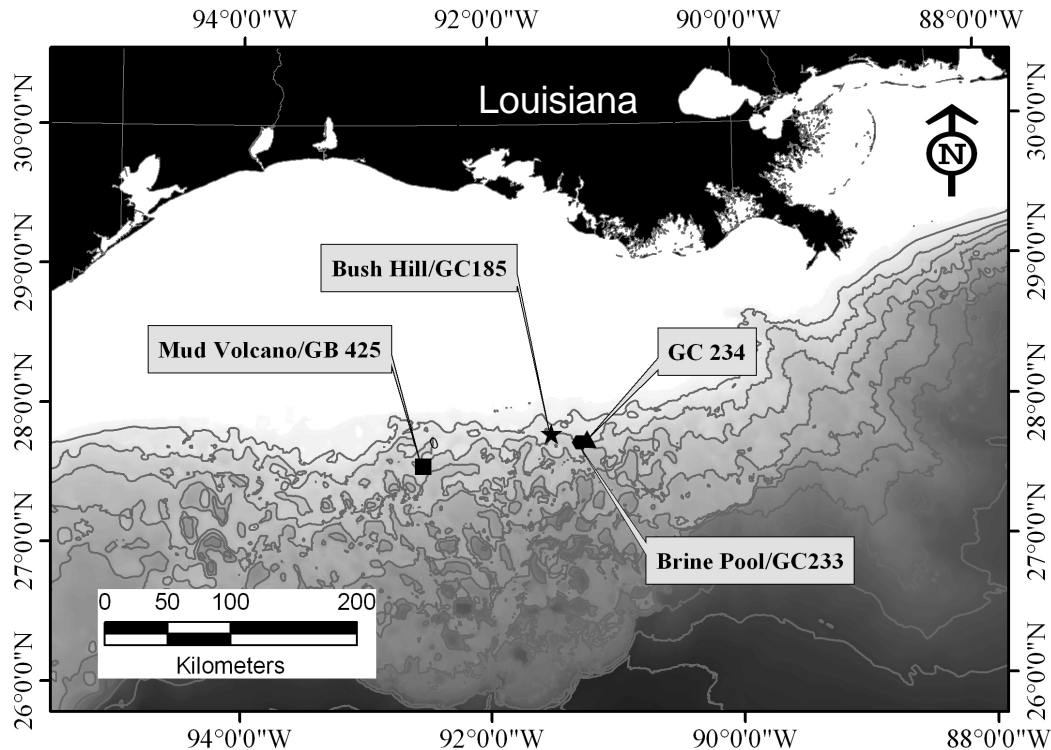 94°0'0"W 92°0'0"W 90°0'0"W 88°0'0"W
30°0'0"N
29°0'0"N
28°0'0"N
27°0'0"N
26°0'0"N
30°0'0"N
29°0'0"N
28°0'0"N
27°0'0"N
26°0'0"N
Louisiana
N
Bush Hill/GC185
Mud Volcano/GB 425
GC 234
Brine Pool/GC233
0 50 100 200
Kilometers
94°0'0"W 92°0'0"W 90°0'0"W 88°0'0"W